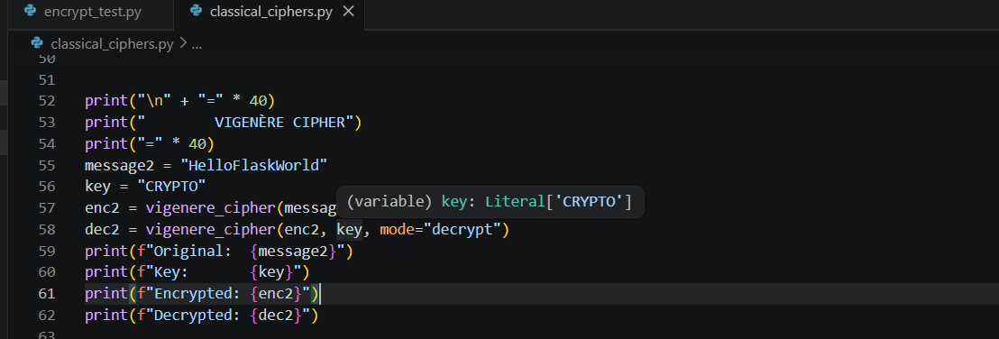 encrypt_test.py classical_ciphers.py
classical_ciphers.py > ...
50
51
52 print("\n" + "=" * 40)
53 print("        VIGENÈRE CIPHER")
54 print("=" * 40)
55 message2 = "HelloFlaskWorld"
56 key = "CRYPTO"
(variable) key: Literal['CRYPTO']
57 enc2 = vigenere_cipher(messag
58 dec2 = vigenere_cipher(enc2, key, mode="decrypt")
59 print(f"Original:  {message2}")
60 print(f"Key:       {key}")
61 print(f"Encrypted: {enc2}")
62 print(f"Decrypted: {dec2}")
63